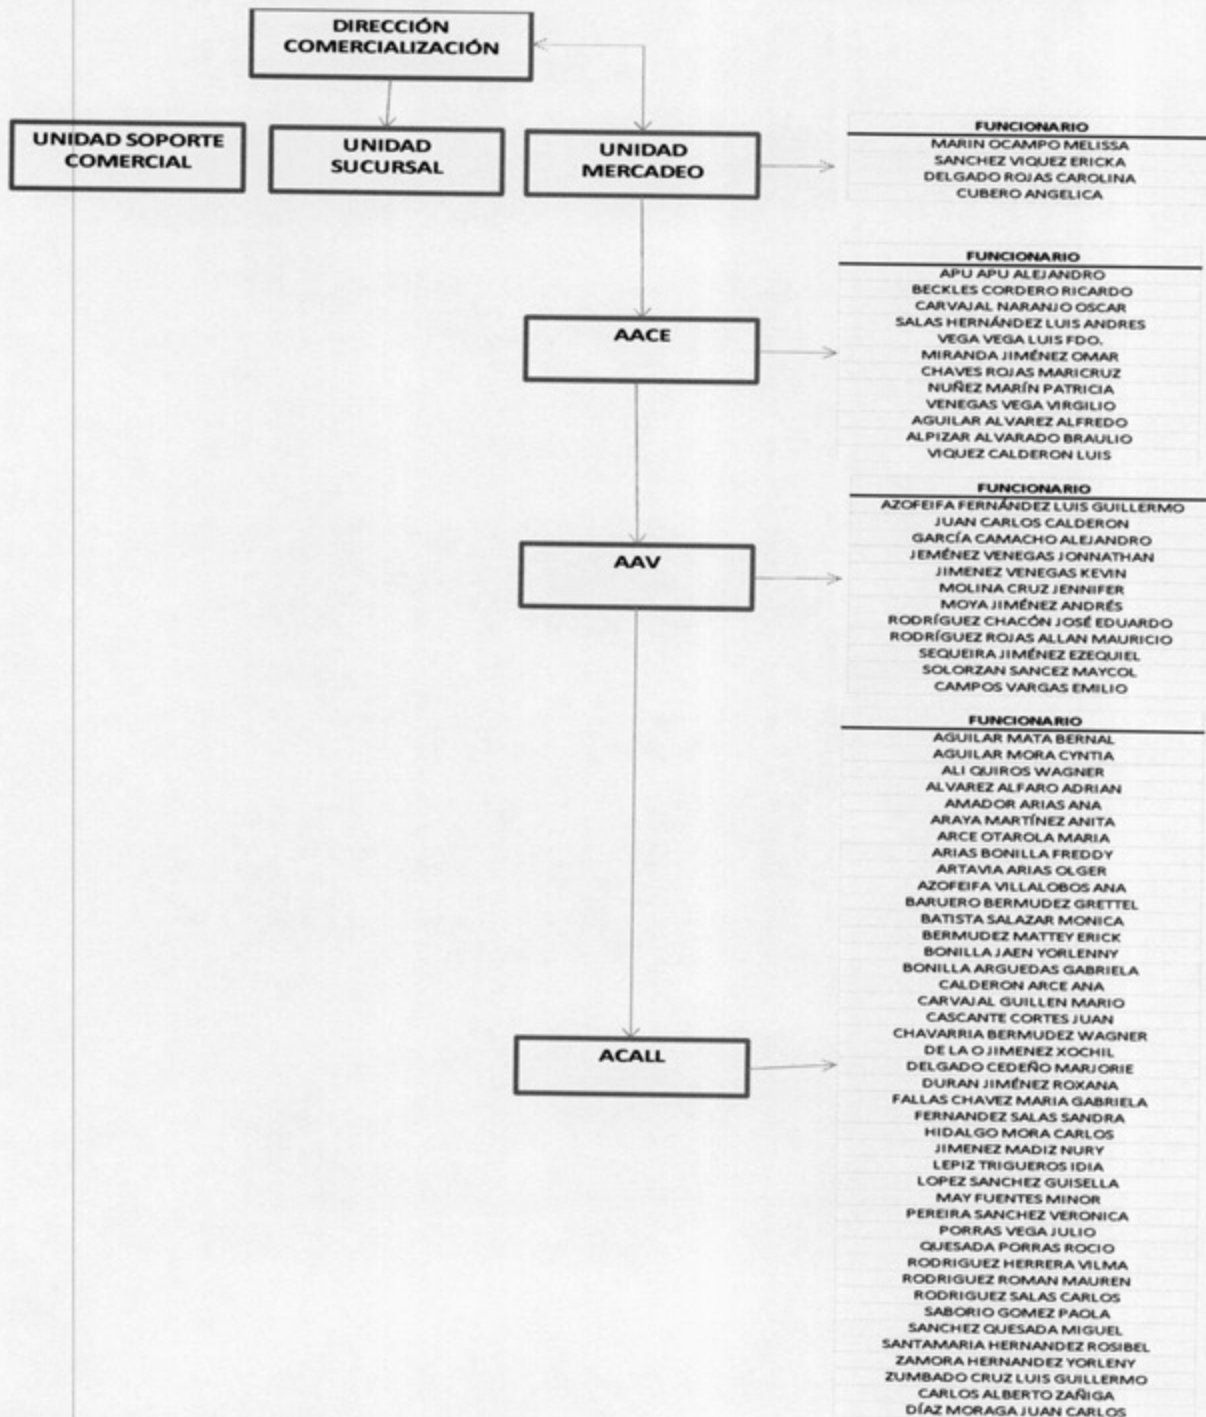 DIRECCIÓN
COMERCIALIZACIÓN
UNIDAD SOPORTE
COMERCIAL
UNIDAD
SUCURSAL
UNIDAD
MERCADEO
FUNCIONARIO
MARIN OCAMPO MELISSA
SANCHEZ VIQUEZ ERICKA
DELGADO ROJAS CAROLINA
CUBERO ANGELICA
AACE
FUNCIONARIO
APU APU ALEJANDRO
BECKLES CORDERO RICARDO
CARVAJAL NARANJO OSCAR
SALAS HERNÁNDEZ LUIS ANDRES
VEGA VEGA LUIS FDO.
MIRANDA JIMÉNEZ OMAR
CHAVES ROJAS MARICRUZ
NUÑEZ MARÍN PATRICIA
VENEGAS VEGA VIRGILIO
AGUILAR ALVAREZ ALFREDO
ALPIZAR ALVARADO BRAULIO
VIQUEZ CALDERON LUIS
AAV
FUNCIONARIO
AZOFEIFA FERNÁNDEZ LUIS GUILLERMO
JUAN CARLOS CALDERON
GARCÍA CAMACHO ALEJANDRO
JEMÉNEZ VENEGAS JONNATHAN
JIMENEZ VENEGAS KEVIN
MOLINA CRUZ JENNIFER
MOYA JIMÉNEZ ANDRÉS
RODRÍGUEZ CHACÓN JOSÉ EDUARDO
RODRÍGUEZ ROJAS ALLAN MAURICIO
SEQUEIRA JIMÉNEZ EZEQUIEL
SOLORZAN SANCEZ MAYCOL
CAMPOS VARGAS EMILIO
ACALL
FUNCIONARIO
AGUILAR MATA BERNAL
AGUILAR MORA CYNTIA
ALI QUIROS WAGNER
ALVAREZ ALFARO ADRIAN
AMADOR ARIAS ANA
ARAYA MARTÍNEZ ANITA
ARCE OTAROLA MARIA
ARIAS BONILLA FREDDY
ARTAVIA ARIAS OLGER
AZOFEIFA VILLALOBOS ANA
BARUERO BERMUDEZ GRETTEL
BATISTA SALAZAR MONICA
BERMUDEZ MATTEY ERICK
BONILLA JAEN YORLENNY
BONILLA ARGUEDAS GABRIELA
CALDERON ARCE ANA
CARVAJAL GUILLEN MARIO
CASCANTE CORTES JUAN
CHAVARRIA BERMUDEZ WAGNER
DE LA O JIMENEZ XOCHIL
DELGADO CEDEÑO MARJORIE
DURAN JIMÉNEZ ROXANA
FALLAS CHAVEZ MARIA GABRIELA
FERNANDEZ SALAS SANDRA
HIDALGO MORA CARLOS
JIMENEZ MADIZ NURY
LEPIZ TRIGUEROS IDIA
LOPEZ SANCHEZ GUISELLA
MAY FUENTES MINOR
PEREIRA SANCHEZ VERONICA
PORRAS VEGA JULIO
QUESADA PORRAS ROCIO
RODRIGUEZ HERRERA VILMA
RODRIGUEZ ROMAN MAUREN
RODRIGUEZ SALAS CARLOS
SABORIO GOMEZ PAOLA
SANCHEZ QUESADA MIGUEL
SANTAMARIA HERNANDEZ ROSIBEL
ZAMORA HERNANDEZ YORLENY
ZUMBADO CRUZ LUIS GUILLERMO
CARLOS ALBERTO ZAÑIGA
DÍAZ MORAGA JUAN CARLOS